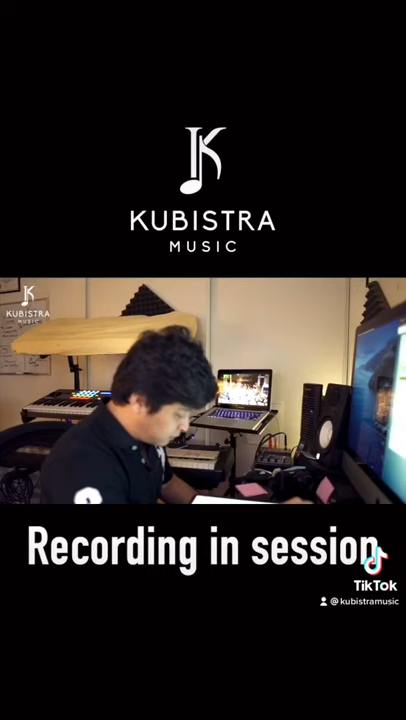 KUBISTRA
MUSIC
KUBISTRA
MUSIC
Recording in session
TikTok
@kubistramusic